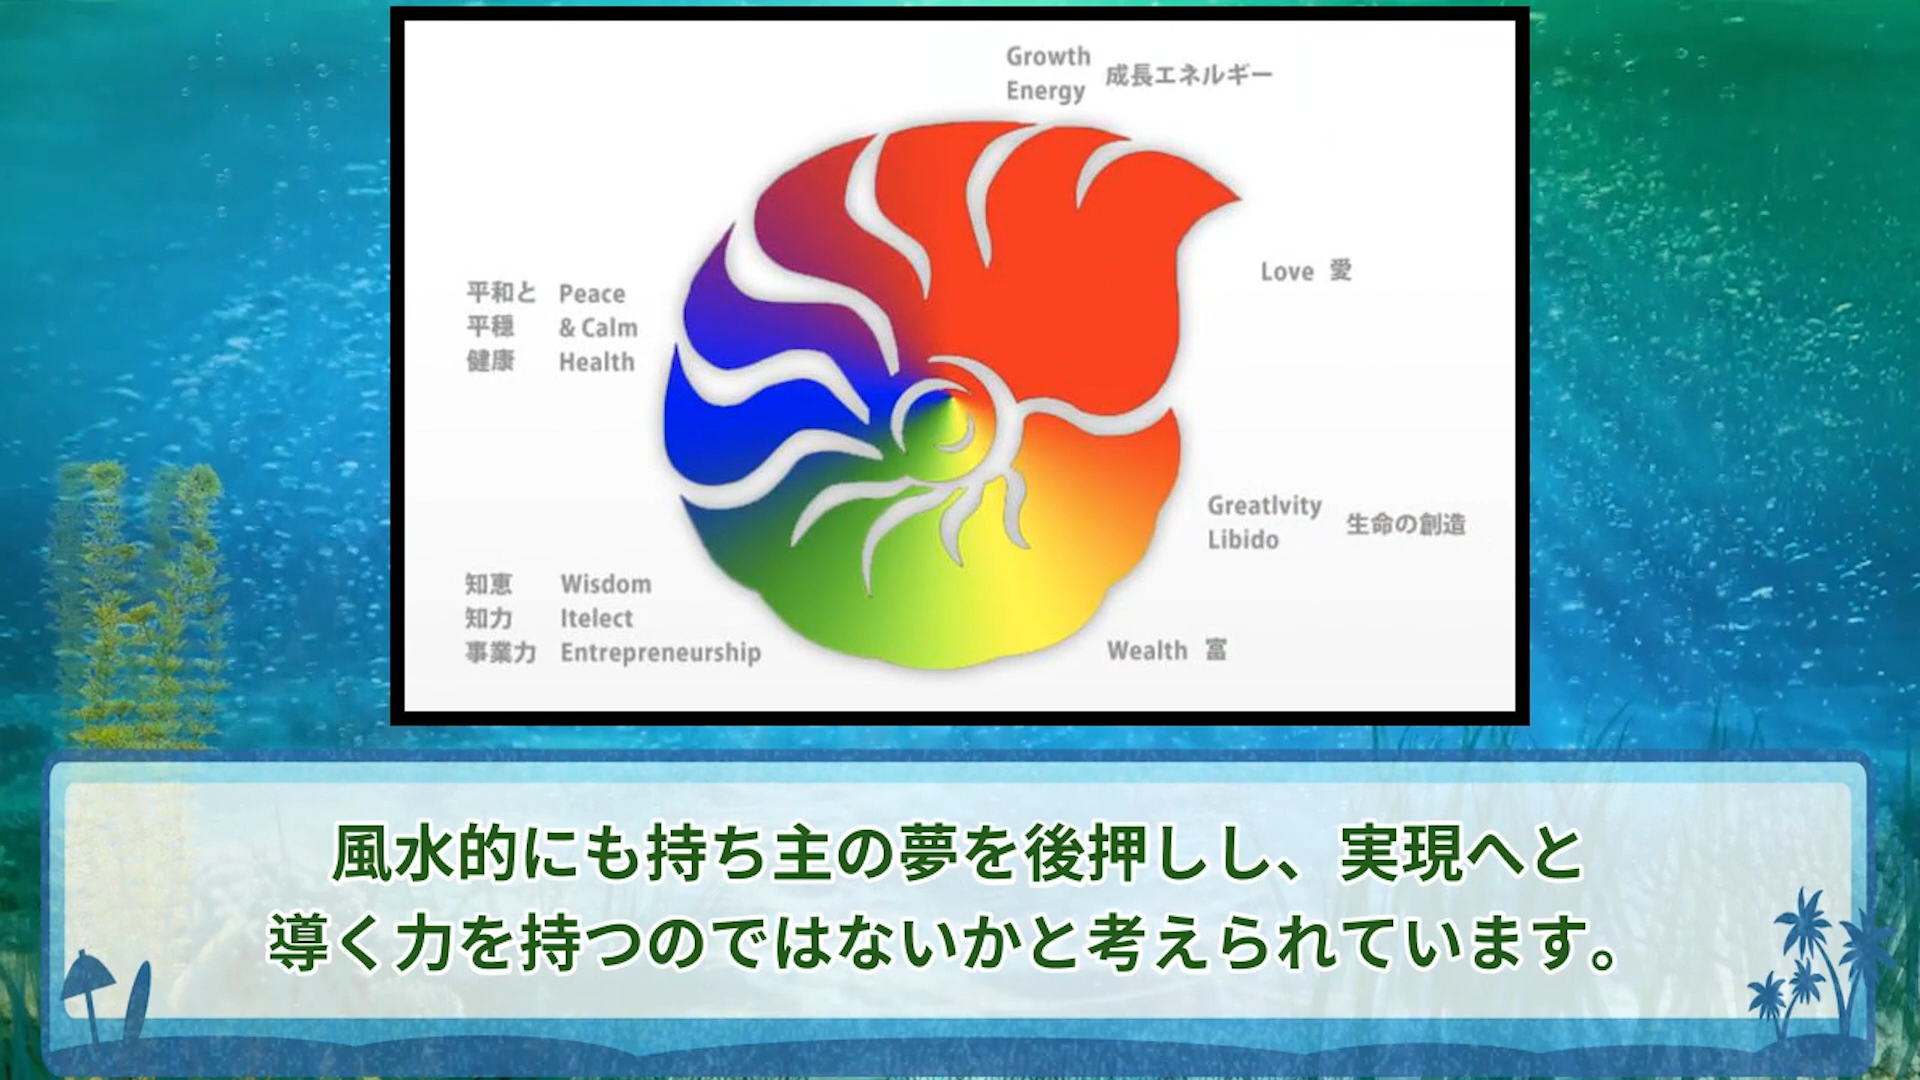 Growth
Energy
成長エネルギー
Love 愛
平和と Peace
平穏 & Calm
健康 Health
Greatlvity
Libido
生命の創造
知恵 Wisdom
知力 Itelect
事業力 Entrepreneurship
Wealth 富
風水的にも持ち主の夢を後押しし、実現へと
導く力を持つのではないかと考えられています。